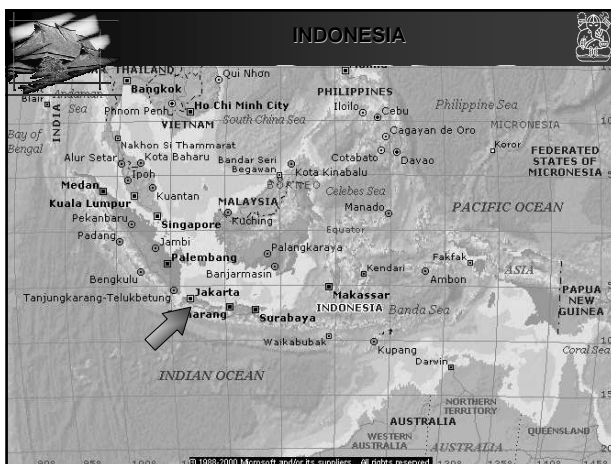 INDONESIA
THAILAND
Qui Nhon
Andaman
Sea
Bangkok
PHILIPPINES
Blair
INDIA
Phnom Penh
Ho Chi Minh City
Iloilo
Cebu
Philippine Sea
VIETNAM
South China Sea
Bay of
Bengal
Cagayan de Oro
MICRONESIA
Nakhon Si Thammarat
Koror
FEDERATED
STATES OF
MICRONESIA
Alur Setar
?
Kota Baharu
Bandar Seri
Begawan
Cotabato
Davao
Ipoh
Kota Kinabalu
Medan
Kuantan
BORNEO
Celebes Sea
Kuala Lumpur
MALAYSIA
Manado
PACIFIC OCEAN
Pekanbaru
Singapore
Kuching
Equator
Padang
Jambi
Palangkaraya
Fakfak
Palembang
Kendari
ASIA
Bengkulu
Banjarmasin
Ambon
Tanjungkarang-Telukbetung
Jakarta
Makassar
INDONESIA
Banda Sea
PAPUA
NEW
GUINEA
arang
Surabaya
?
Waikabubak
Kupang
Coral Sea
Darwin
INDIAN OCEAN
NORTHERN
TERRITORY
AUSTRALIA
QUEENSLAND
WESTERN
AUSTRALIA
AUSTRALIA
© 1988-2000 Microsoft and/or its suppliers. All rights reserved.